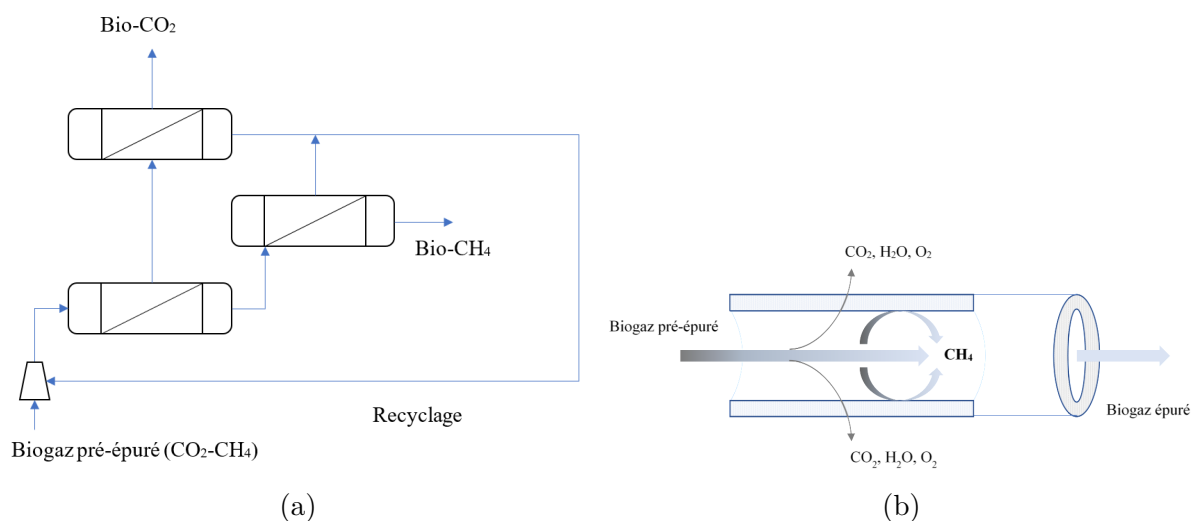 Bio-CO₂
Bio-CH₄
Recyclage
Biogaz pré-épuré (CO₂-CH₄)
(a)
CO₂, H₂O, O₂
Biogaz pré-épuré
CH₄
Biogaz épuré
CO₂, H₂O, O₂
(b)